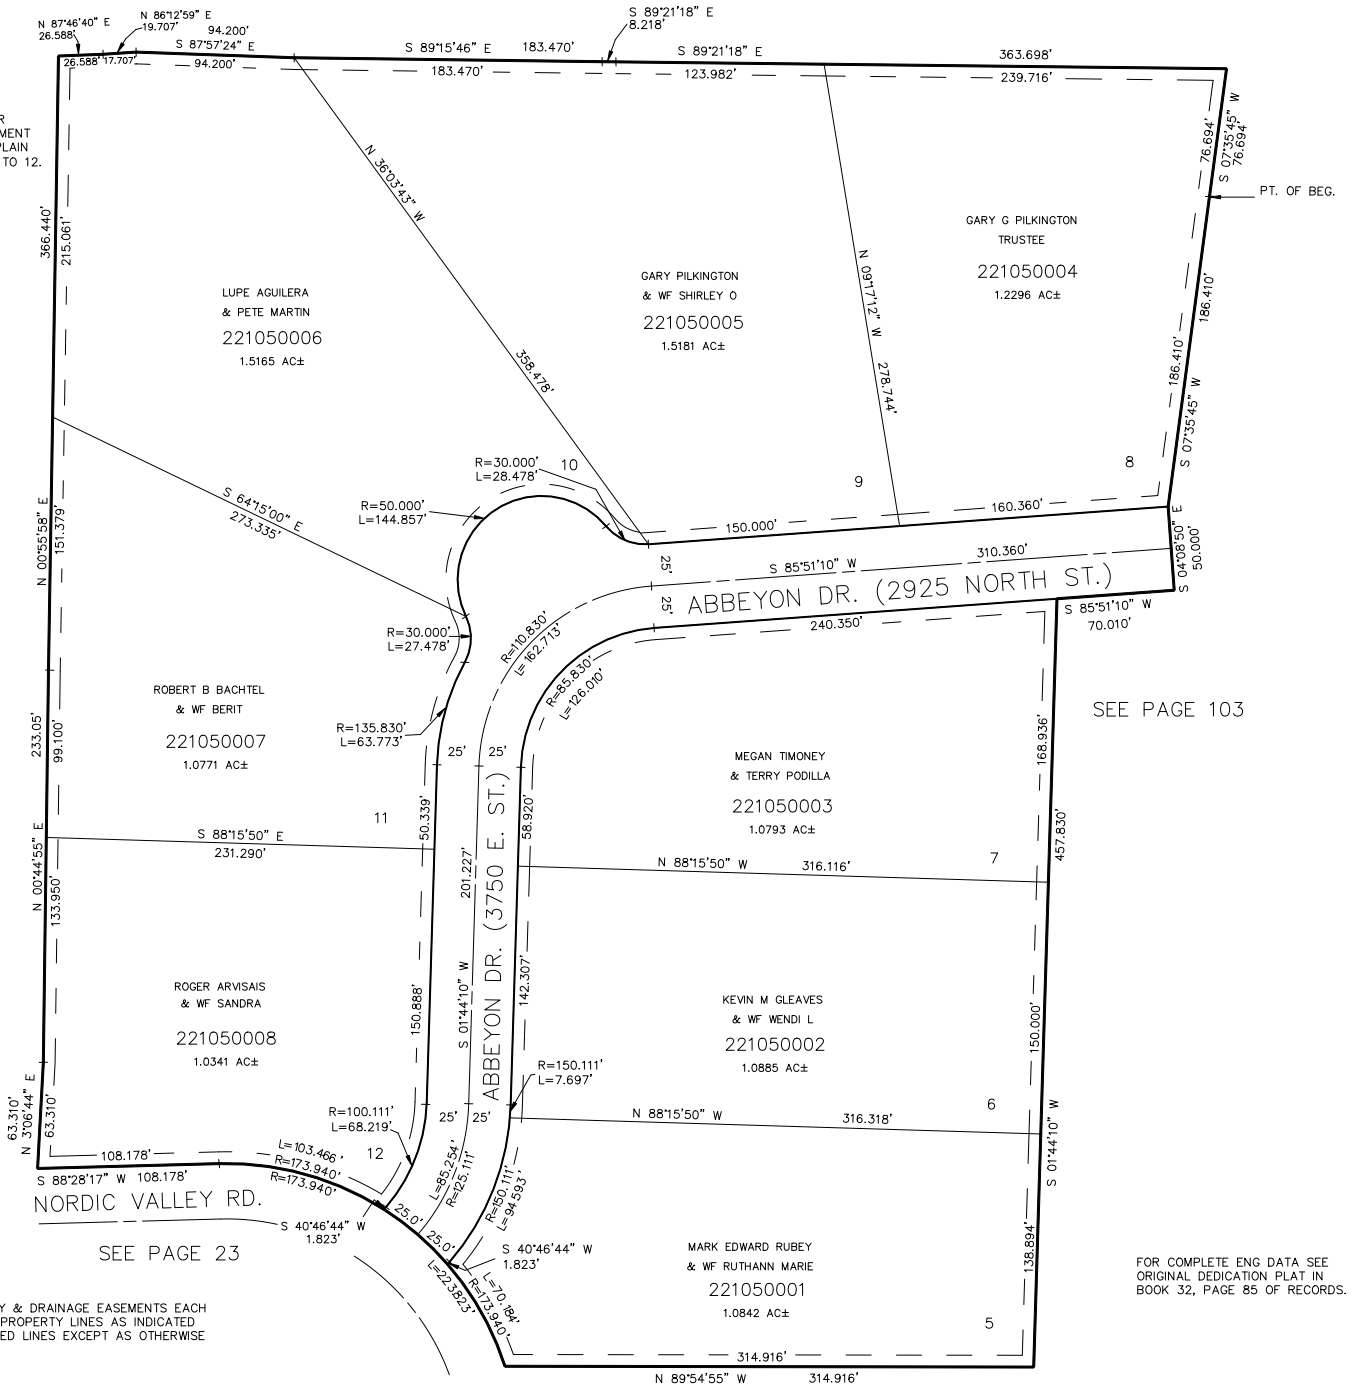 N 87°46'40" E
26.588'
N 86°12'59" E
19.707'
94.200'
S 87°57'24" E
S 89°15'46" E 183.470'
S 89°21'18" E
8.218'
S 89°21'18" E
363.698'
26.588'
17.707'
94.200'
183.470'
123.982'
239.716'
R
MENT
PLAIN
TO 12.
366.440'
215.061'
N 36°03'43" W
358.478'
N 09°17'12" W
278.744'
76.694'
S 07°35'45" W
76.694'
PT. OF BEG.
GARY G PILKINGTON
TRUSTEE
221050004
1.2296 AC±
GARY PILKINGTON
& WF SHIRLEY O
221050005
1.5181 AC±
LUPE AGUILERA
& PETE MARTIN
221050006
1.5165 AC±
186.410'
186.410'
S 07°35'45" W
8
9
10
R=30.000'
L=28.478'
R=50.000'
L=144.857'
S 64°15'00" E
273.335'
N 00°55'58" E
151.379'
150.000'
160.360'
25'
25'
S 85°51'10" W
310.360'
ABBEYON DR. (2925 NORTH ST.)
S 04°08'50" E
50.000'
S 85°51'10" W
70.010'
240.350'
R=110.830'
L=162.713'
R=85.830'
L=126.010'
R=30.000'
L=27.478'
R=135.830'
L=63.773'
ROBERT B BACHTEL
& WF BERIT
221050007
1.0771 AC±
233.05'
99.100'
SEE PAGE 103
168.936'
457.830'
MEGAN TIMONEY
& TERRY PODILLA
221050003
1.0793 AC±
25'
25'
11
50.339'
58.920'
S 88°15'50" E
231.290'
N 88°15'50" W
316.116'
7
N 00°44'55" E
133.950'
201.227'
S 01°44'10" W
ABBEYON DR. (3750 E. ST.)
142.307'
150.888'
150.000'
ROGER ARVISAIS
& WF SANDRA
221050008
1.0341 AC±
KEVIN M GLEAVES
& WF WENDI L
221050002
1.0885 AC±
R=150.111'
L=7.697'
6
N 88°15'50" W
316.318'
S 01°44'10" W
63.310'
N 3°06'44" E
63.310'
R=100.111'
L=68.219'
25'
25'
12
108.178'
S 88°28'17" W 108.178'
L=103.466'
R=173.940'
R=173.940'
L=85.254'
R=125.111'
R=150.111'
L=94.593'
NORDIC VALLEY RD.
SEE PAGE 23
S 40°46'44" W
1.823'
25.0'
25.0'
S 40°46'44" W
1.823'
L=223.823'
L=70.184'
R=173.940'
MARK EDWARD RUBEY
& WF RUTHANN MARIE
221050001
1.0842 AC±
138.894'
5
314.916'
N 89°54'55" W 314.916'
FOR COMPLETE ENG DATA SEE
ORIGINAL DEDICATION PLAT IN
BOOK 32, PAGE 85 OF RECORDS.
Y & DRAINAGE EASEMENTS EACH
PROPERTY LINES AS INDICATED
ED LINES EXCEPT AS OTHERWISE